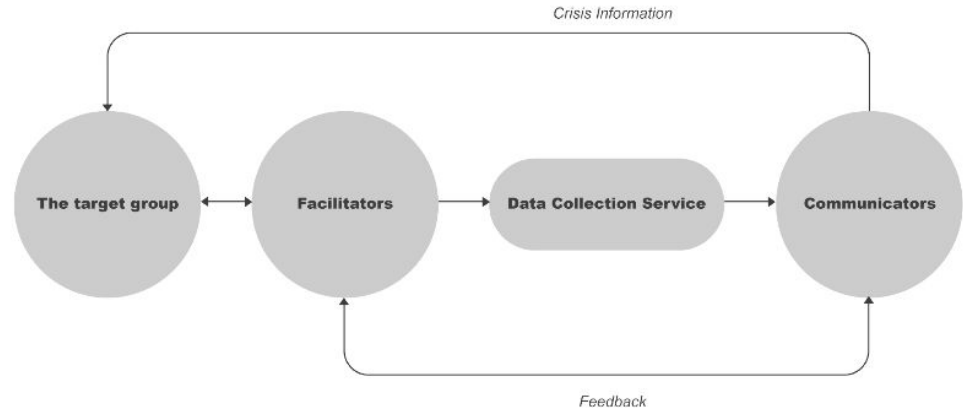 Crisis Information
The target group
Facilitators
Data Collection Service
Communicators
Feedback